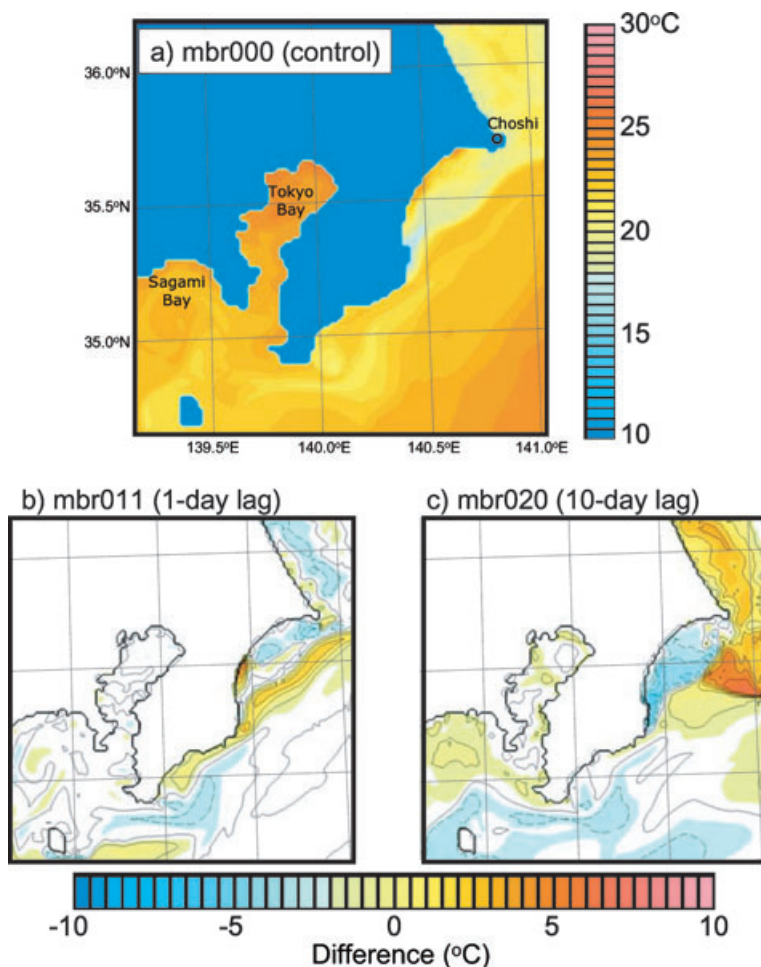 a) mbr000 (control)
30°C
36.0°N
Choshi
25
Tokyo
Bay
35.5°N
20
Sagami
Bay
35.0°N
15
10
139.5°E 140.0°E 140.5°E 141.0°E
b) mbr011 (1-day lag) c) mbr020 (10-day lag)
-10 -5 0 5 10
Difference (°C)